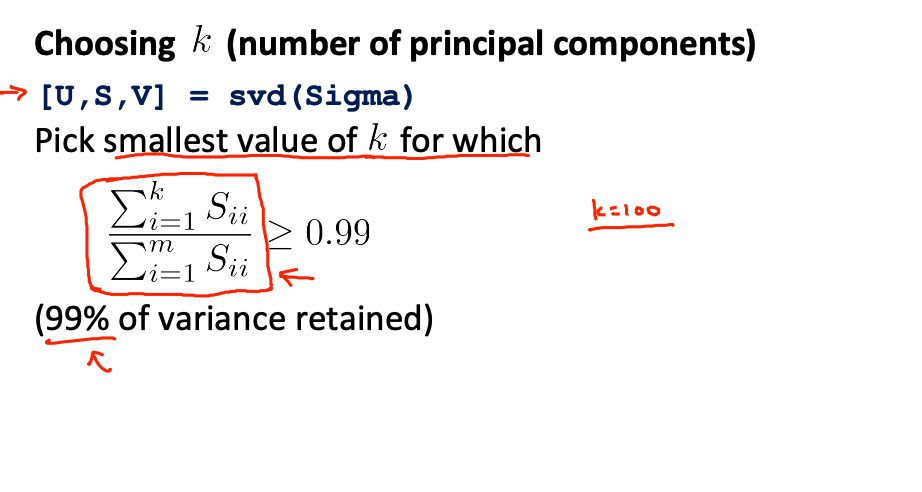 Choosing k (number of principal components)
[U,S,V] = svd(Sigma)
Pick smallest value of k for which
\frac{\sum_{i=1}^{k} S_{ii}}{\sum_{i=1}^{m} S_{ii}} ≥ 0.99
k=100
(99% of variance retained)